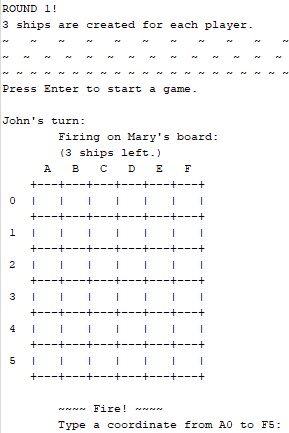 ROUND 1!
3 ships are created for each player.
~ ~ ~ ~ ~ ~ ~ ~ ~ ~ ~
~ ~ ~ ~ ~ ~ ~ ~ ~ ~ ~ ~ ~ ~
~ ~ ~ ~ ~ ~ ~ ~ ~ ~ ~ ~ ~ ~ ~ ~ ~ ~ ~ ~ ~
Press Enter to start a game.
John's turn:
Firing on Mary's board:
(3 ships left.)
A B C D E F
+---+---+---+---+---+---+
0 | | | | | | |
+---+---+---+---+---+---+
1 | | | | | | |
+---+---+---+---+---+---+
2 | | | | | | |
+---+---+---+---+---+---+
3 | | | | | | |
+---+---+---+---+---+---+
4 | | | | | | |
+---+---+---+---+---+---+
5 | | | | | | |
+---+---+---+---+---+---+
~~~~ Fire! ~~~~
Type a coordinate from A0 to F5: